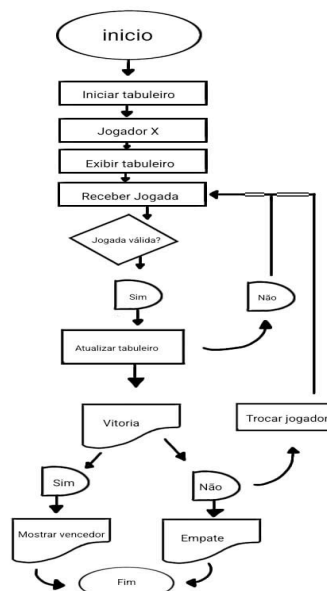 inicio
Iniciar tabuleiro
Jogador X
Exibir tabuleiro
Receber Jogada
Jogada válida?
Sim
Não
Atualizar tabuleiro
Vitoria
Trocar jogador
Sim
Não
Mostrar vencedor
Empate
Fim